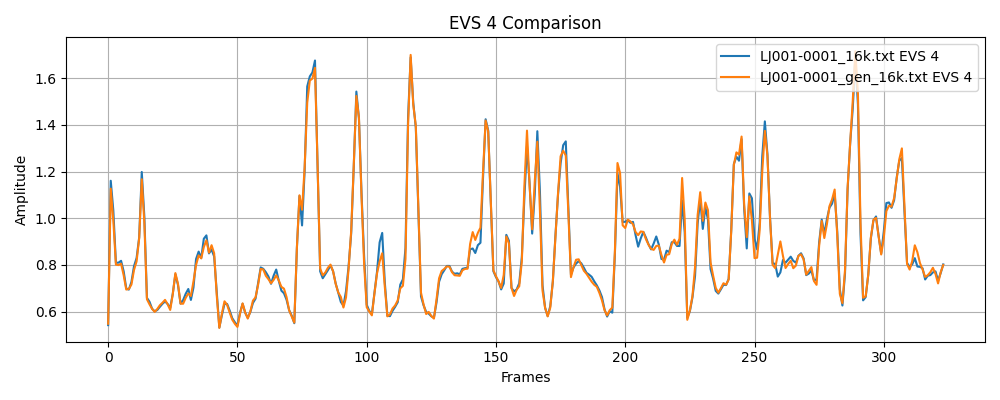 EVS 4 Comparison
LJ001-0001_16k.txt EVS 4
LJ001-0001_gen_16k.txt EVS 4
Amplitude
1.6
1.4
1.2
1.0
0.8
0.6
0 50 100 150 200 250 300
Frames